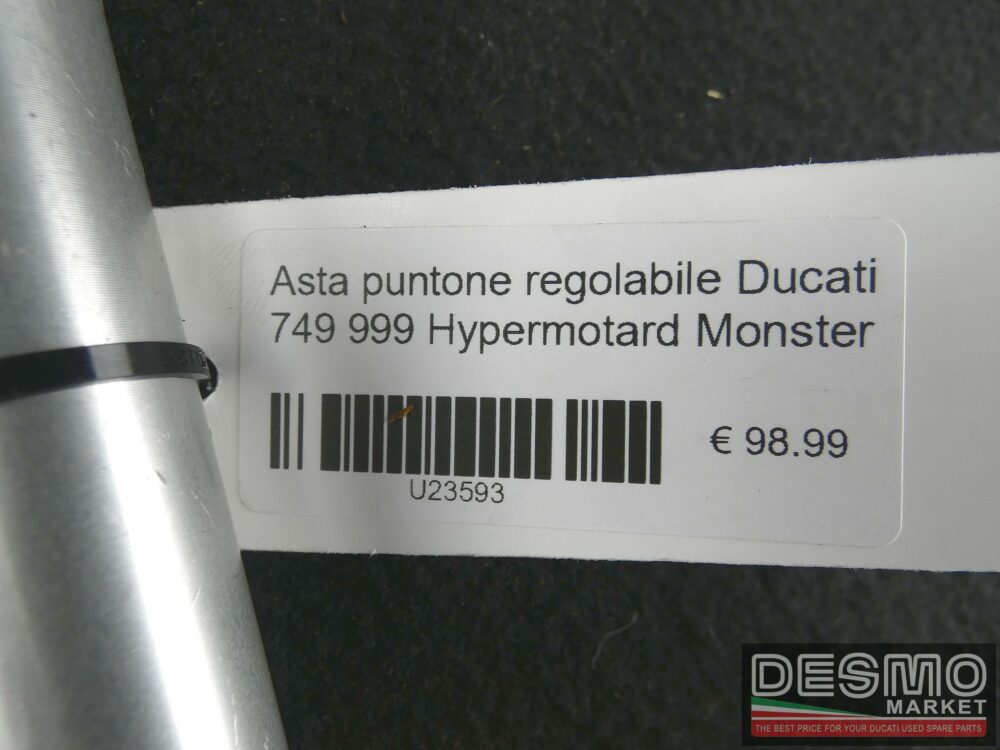 Asta puntone regolabile Ducati
749 999 Hypermotard Monster
€ 98.99
U23593
DESMO
MARKET
THE BEST PRICE FOR YOUR DUCATI USED SPARE PARTS